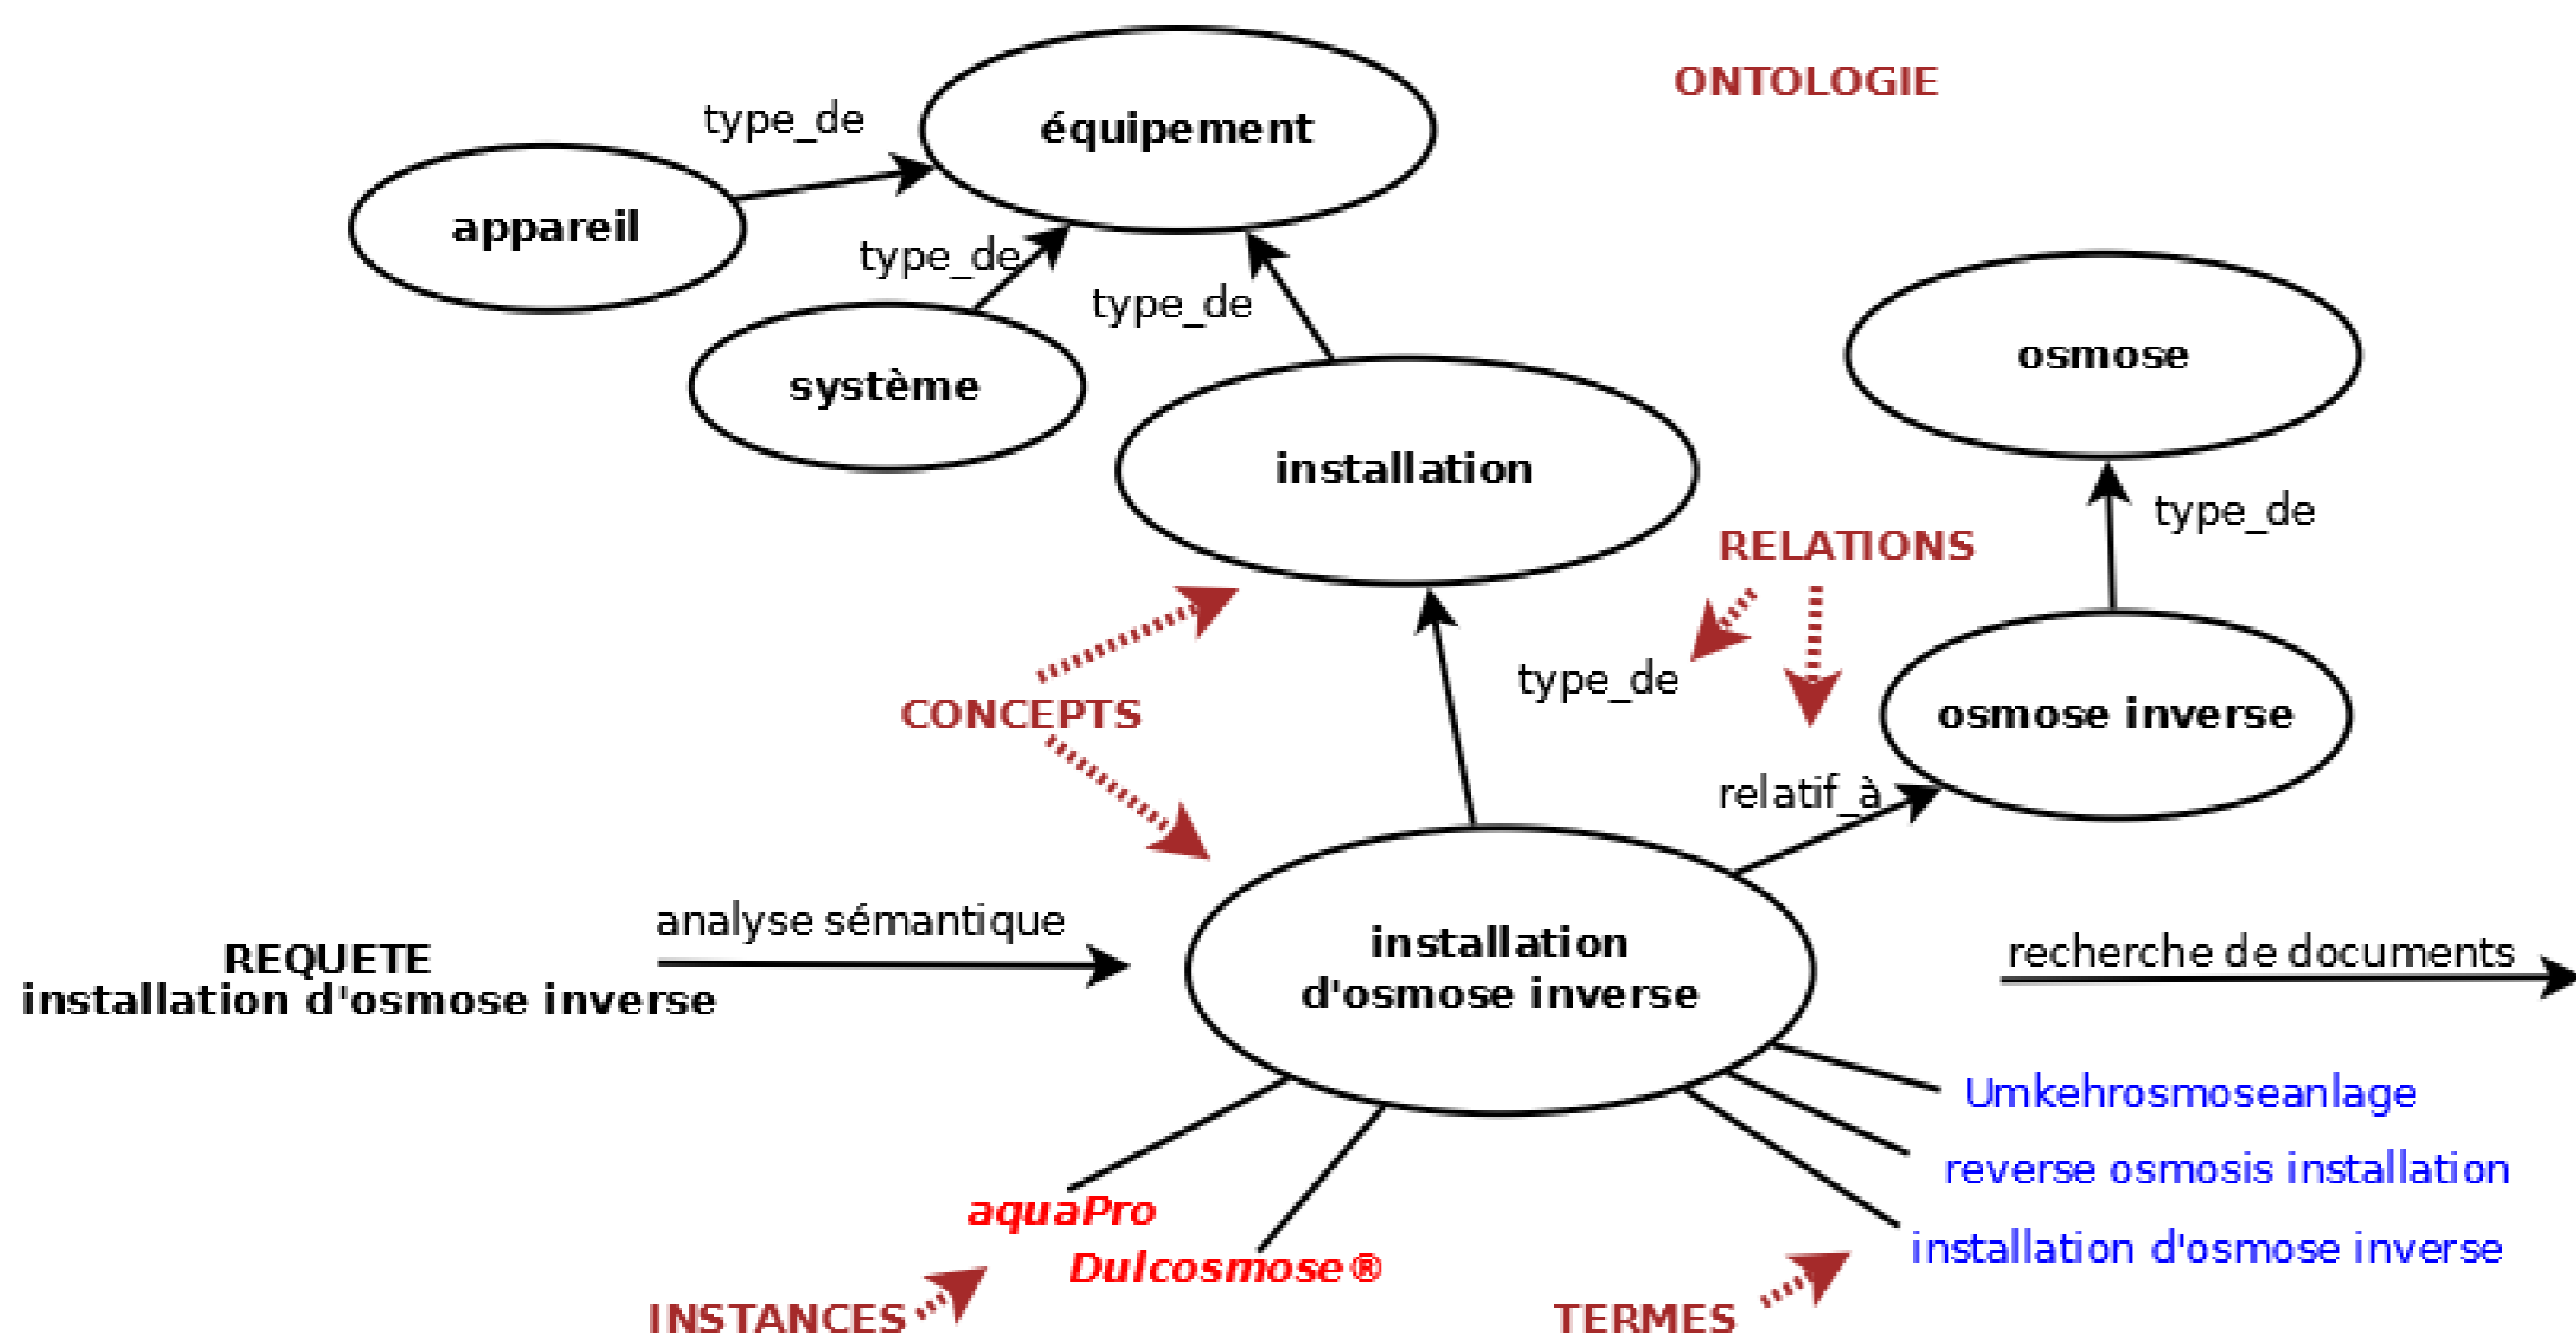 ONTOLOGIE
type_de
équipement
appareil
type_de
type_de
système
osmose
installation
type_de
RELATIONS
type_de
CONCEPTS
osmose inverse
relatif_à
analyse sémantique
REQUETE
installation d'osmose inverse
installation
d'osmose inverse
recherche de documents
Umkehrosmoseanlage
reverse osmosis installation
installation d'osmose inverse
aquaPro
Dulcosmose®
INSTANCES
TERMES